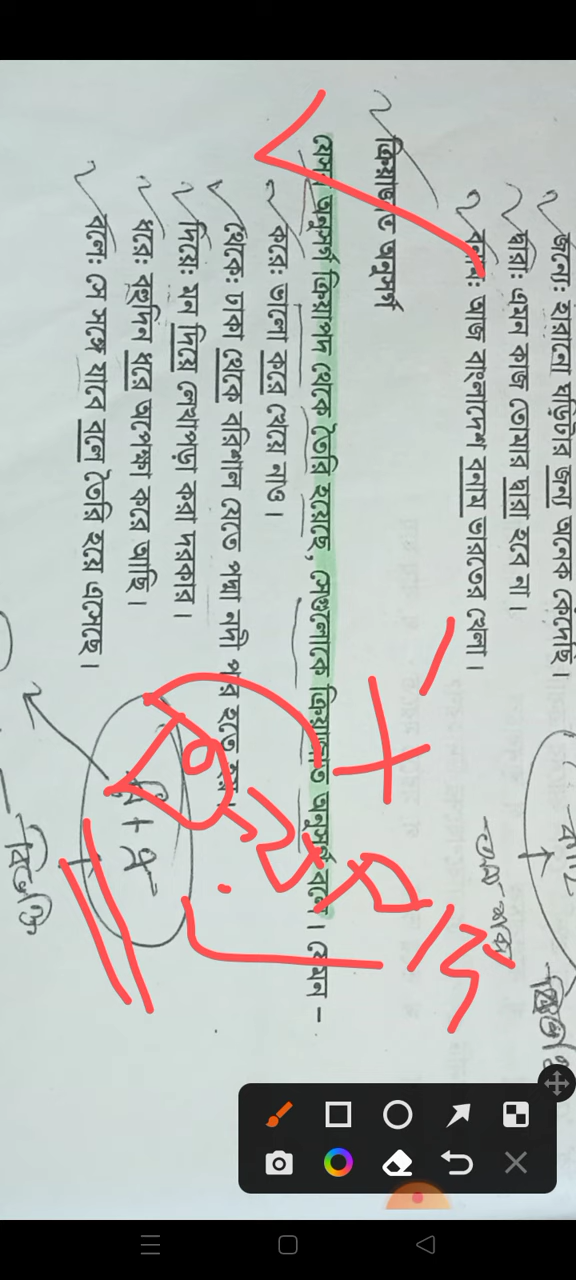 জন্যে: হারানো ঘড়িটার জন্য অনেক কেঁদেছি।
দ্বারা: এমন কাজ তোমার দ্বারা হবে না।
বনাম: আজ বাংলাদেশ বনাম ভারতের খেলা।
ক্রিয়াজাত অনুসর্গ
যেসব অনুসর্গ ক্রিয়াপদ থেকে তৈরি হয়েছে, সেগুলোকে ক্রিয়াজাত অনুসর্গ বলে। যেমন –
করে: ভালো করে খেয়ে নাও।
থেকে: ঢাকা থেকে বরিশাল যেতে পদ্মা নদী পার হতে হয়।
দিয়ে: মন দিয়ে লেখাপড়া করা দরকার।
ধরে: বহুদিন ধরে অপেক্ষা করে আছি।
বলে: সে সঙ্গে যাবে বলে তৈরি হয়ে এসেছে।
বিভক্তি